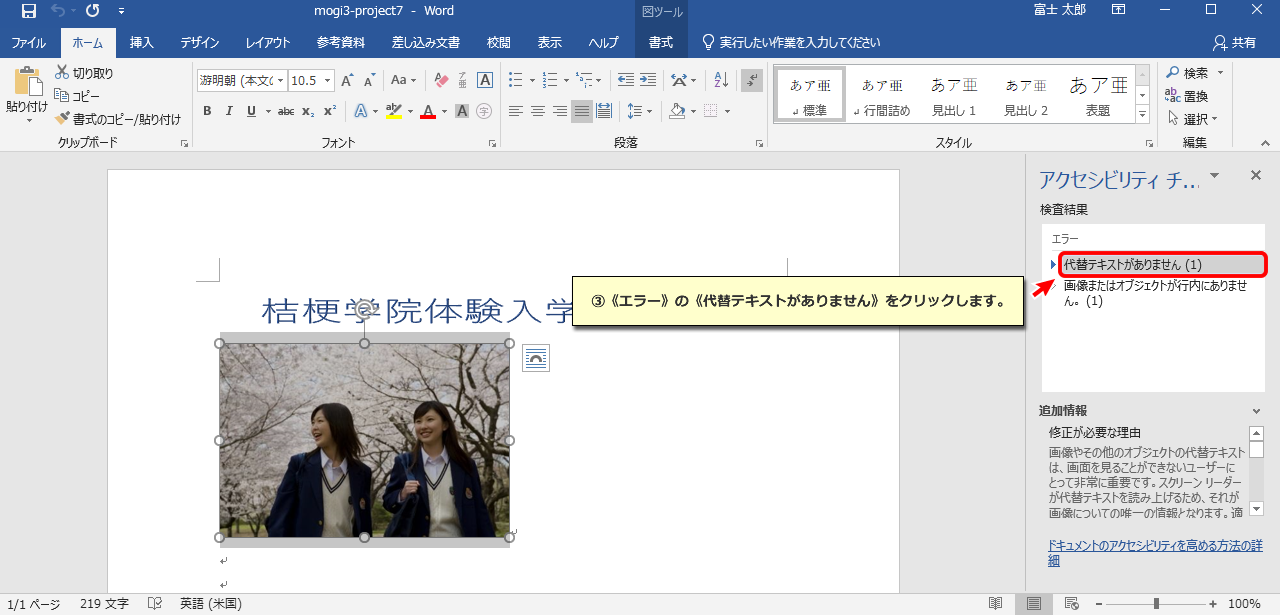 mogi3-project7 - Word
図ツール
富士 太郎
ファイル ホーム 挿入 デザイン レイアウト 参考資料 差し込み文書 校閲 表示 ヘルプ 書式 実行したい作業を入力してください 共有
貼り付け
切り取り
コピー
書式のコピー/貼り付け
クリップボード
游明朝 (本文(
10.5
Aa
B I U abc x₂ x²
フォント
段落
あア亜
標準
あア亜
行間詰め
あア亜
見出し 1
あア亜
見出し 2
あア亜
表題
スタイル
検索
置換
選択
編集
桔梗学院体験入学
③《エラー》の《代替テキストがありません》をクリックします。
アクセシビリティ チ...
検査結果
エラー
代替テキストがありません (1)
画像またはオブジェクトが行内にありませ
ん。 (1)
追加情報
修正が必要な理由
画像やその他のオブジェクトの代替テキスト
は、画面を見ることができないユーザーに
とって非常に重要です。スクリーン リーダー
が代替テキストを読み上げるため、それが
画像についての唯一の情報となります。適
ドキュメントのアクセシビリティを高める方法の詳
細
1/1 ページ 219 文字 英語 (米国) 100%